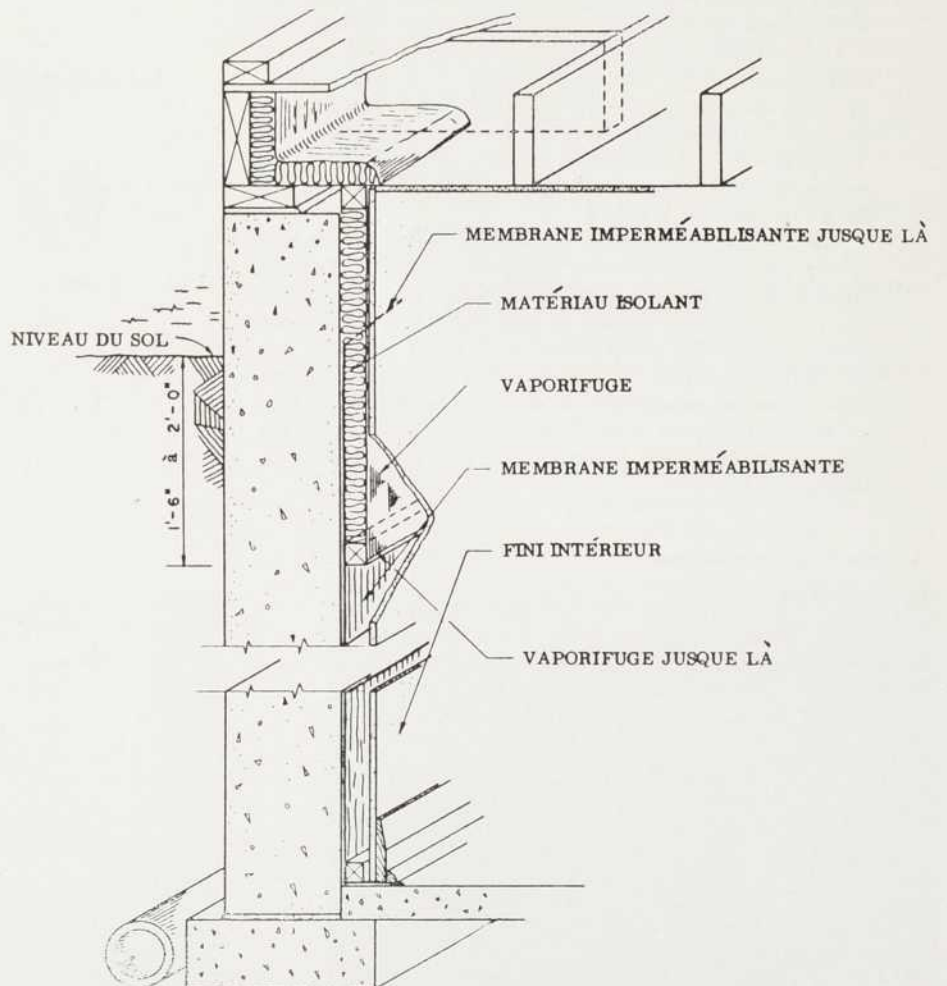 MEMBRANE IMPERMÉABILISANTE JUSQUE LÀ
MATÉRIAU ISOLANT
NIVEAU DU SOL
VAPORIFUGE
1'-6" à 2'-0"
MEMBRANE IMPERMÉABILISANTE
FINI INTÉRIEUR
VAPORIFUGE JUSQUE LÀ